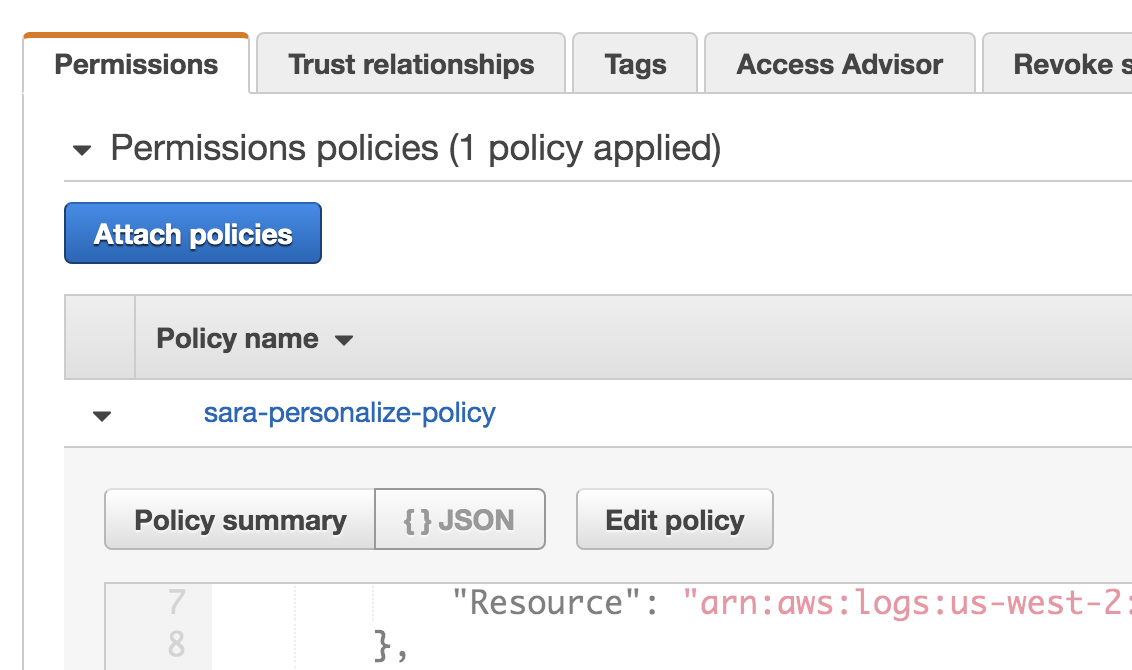 Permissions Trust relationships Tags Access Advisor Revoke s
Permissions policies (1 policy applied)
Attach policies
Policy name
sara-personalize-policy
Policy summary { } JSON Edit policy
7 "Resource": "arn:aws:logs:us-west-2:
8 },